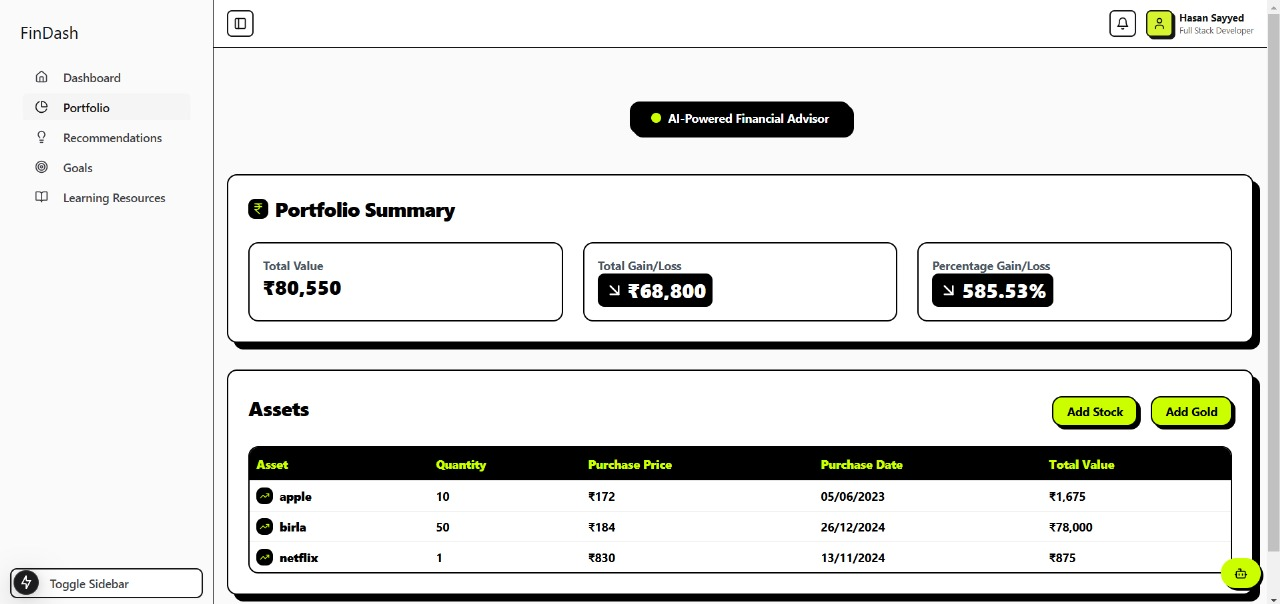 FinDash
Hasan Sayyed
Full Stack Developer
Dashboard
Portfolio
Recommendations
Goals
Learning Resources
Toggle Sidebar
AI-Powered Financial Advisor
₹ Portfolio Summary
Total Value
₹80,550
Total Gain/Loss
₹68,800
Percentage Gain/Loss
585.53%
Assets
Add Stock
Add Gold
Asset Quantity Purchase Price Purchase Date Total Value
apple 10 ₹172 05/06/2023 ₹1,675
birla 50 ₹184 26/12/2024 ₹78,000
netflix 1 ₹830 13/11/2024 ₹875